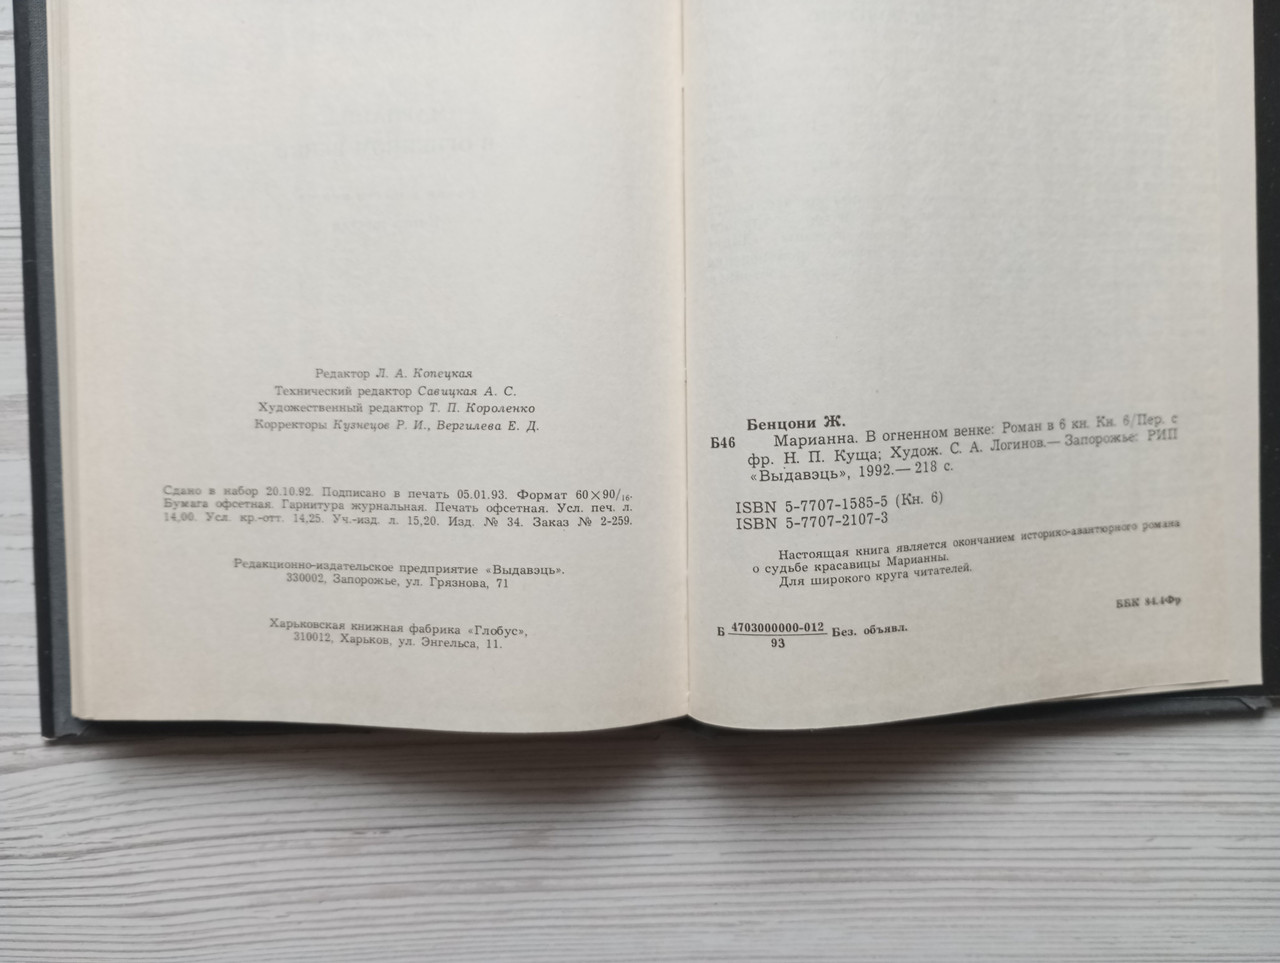 Редактор Л. А. Копецкая
Технический редактор Савицкая А. С.
Художественный редактор Т. П. Короленко
Корректоры Кузнецов Р. И., Вергилева Е. Д.
Сдано в набор 20.10.92. Подписано в печать 05.01.93. Формат 60×90/16.
Бумага офсетная. Гарнитура журнальная. Печать офсетная. Усл. печ. л.
14,00. Усл. кр.-отт. 14,25. Уч.-изд. л. 15,20. Изд. № 34. Заказ № 2-259.
Редакционно-издательское предприятие «Выдавэць».
330002, Запорожье, ул. Грязнова, 71
Харьковская книжная фабрика «Глобус»,
310012, Харьков, ул. Энгельса, 11.
Бенцони Ж.
Б46 Марианна. В огненном венке: Роман в 6 кн. Кн. 6/Пер. с
фр. Н. П. Куща; Худож. С. А. Логинов.— Запорожье: РИП
«Выдавэць», 1992.— 218 с.
ISBN 5-7707-1585-5 (Кн. 6)
ISBN 5-7707-2107-3
Настоящая книга является окончанием историко-авантюрного романа
о судьбе красавицы Марианны.
Для широкого круга читателей.
ББК 84.4Фр
Б 4703000000-012 Без. объявл.
93